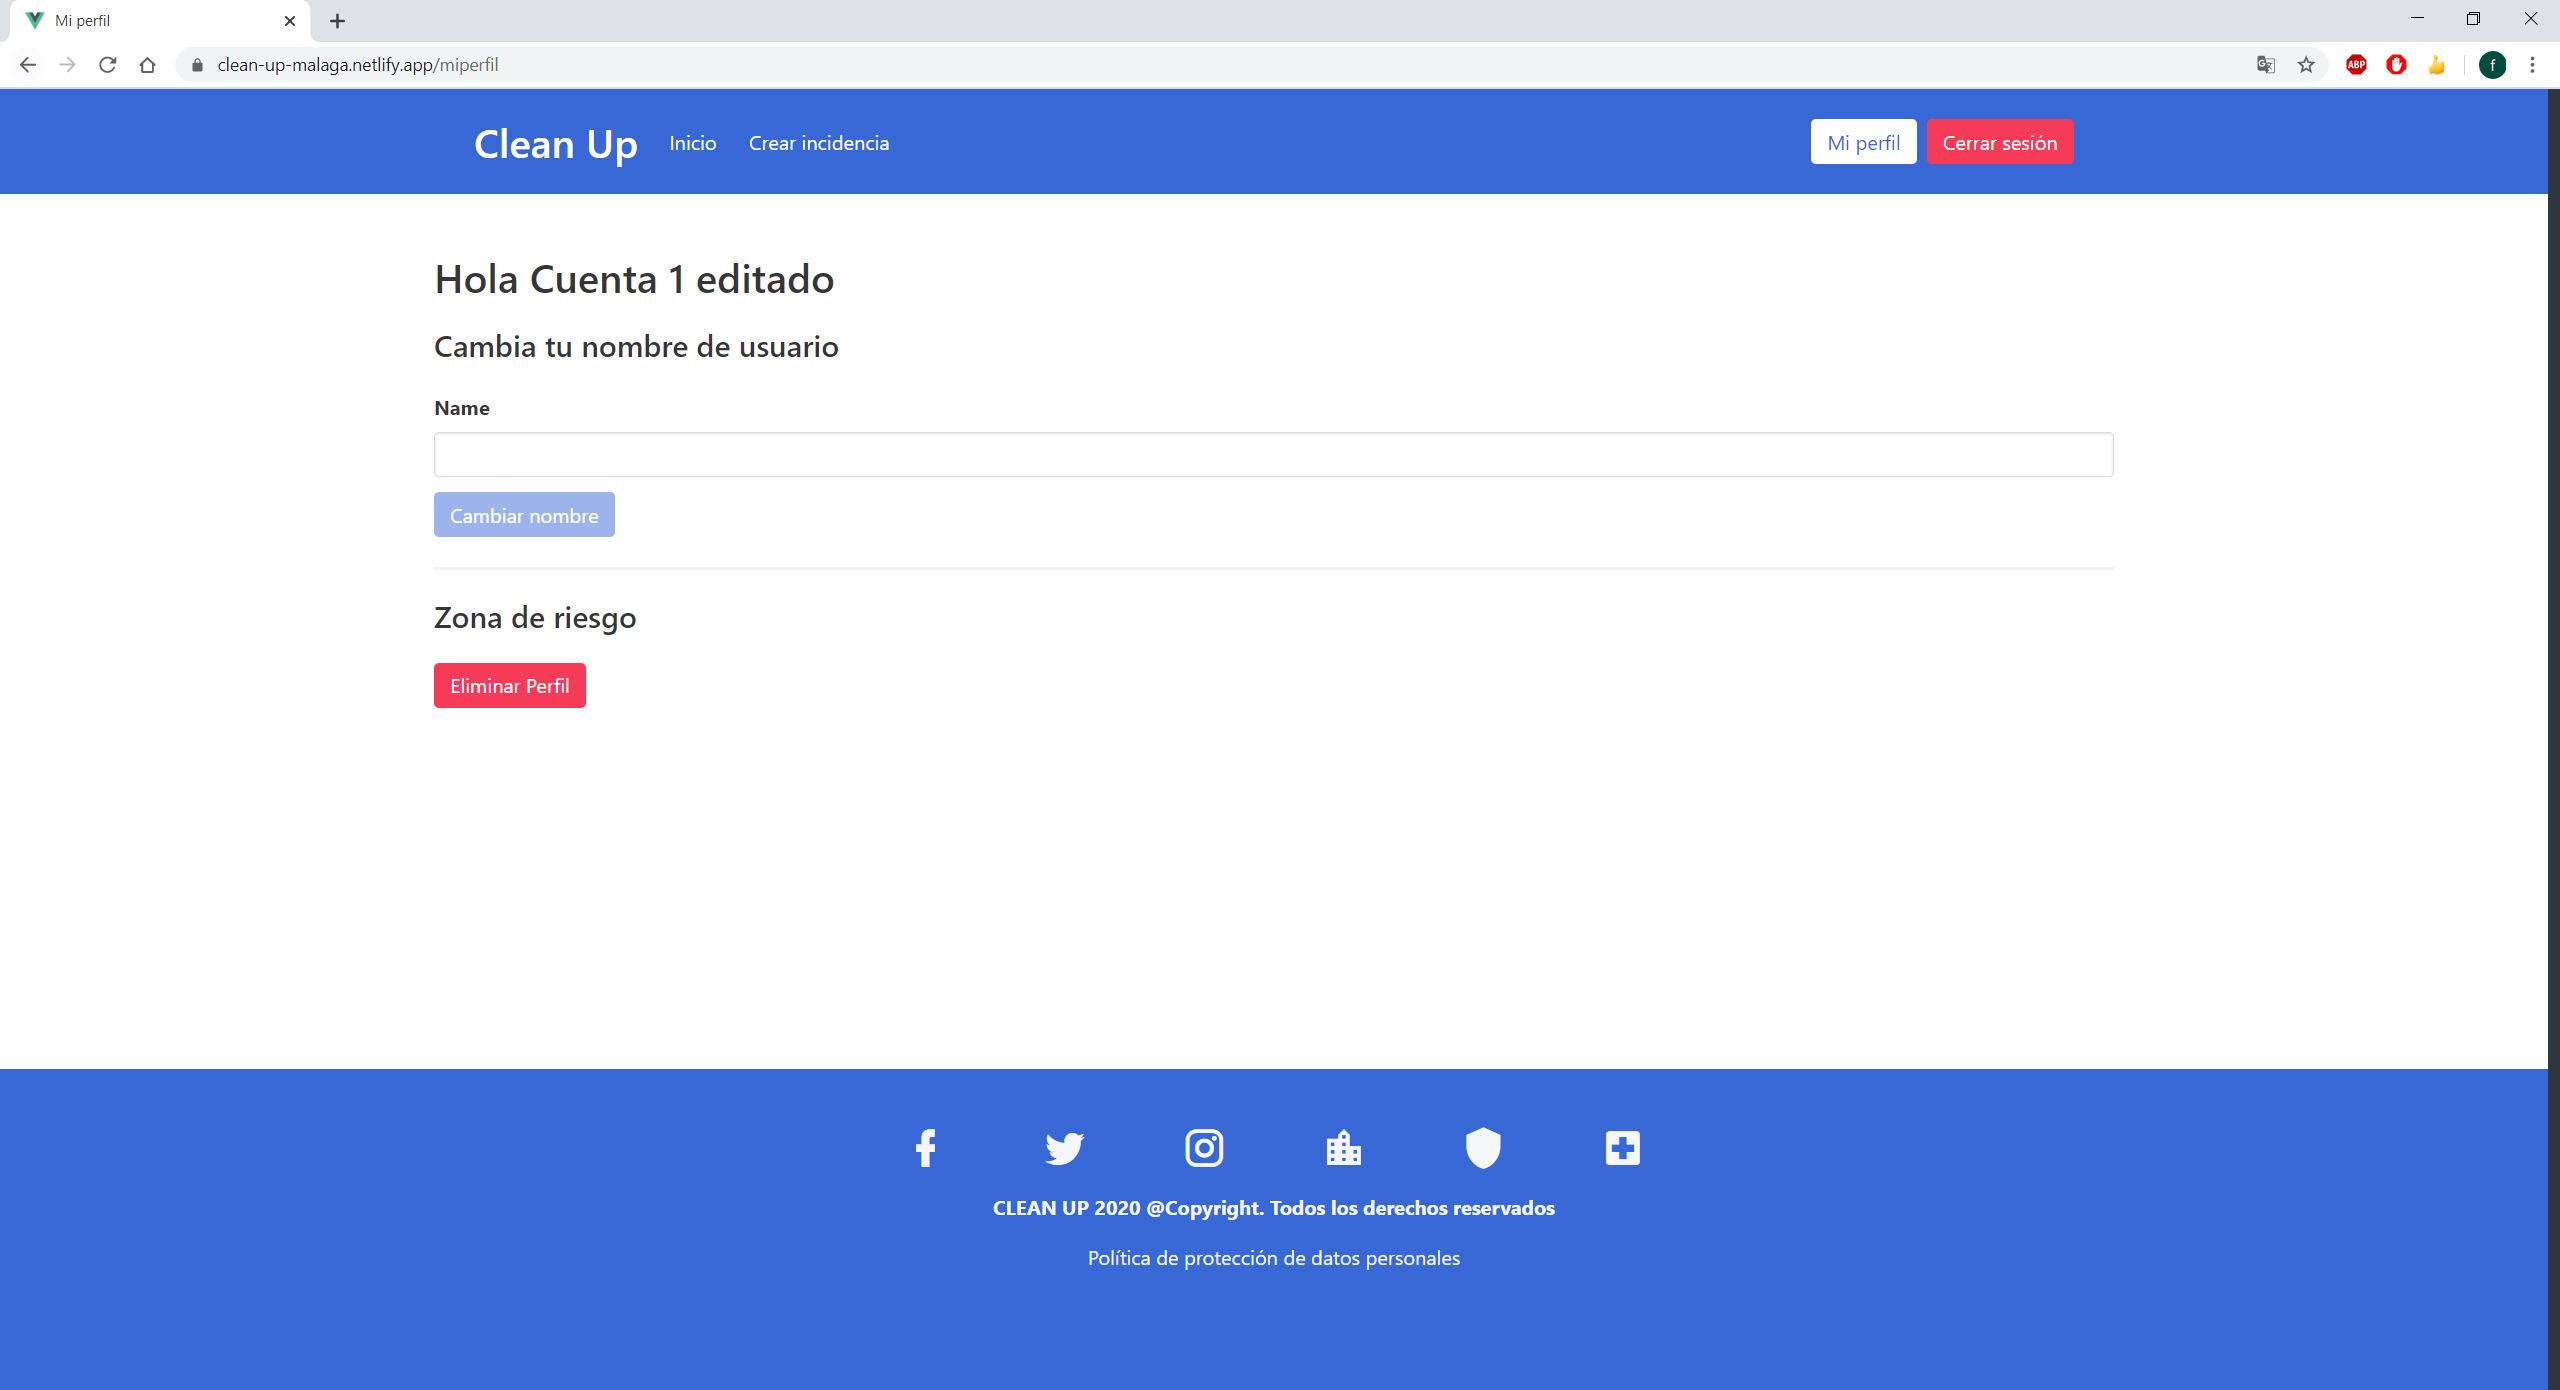 Mi perfil
clean-up-malaga.netlify.app/miperfil
ABP
f
Clean Up
Inicio
Crear incidencia
Mi perfil
Cerrar sesión
Hola Cuenta 1 editado
Cambia tu nombre de usuario
Name
Cambiar nombre
Zona de riesgo
Eliminar Perfil
CLEAN UP 2020 @Copyright. Todos los derechos reservados
Política de protección de datos personales